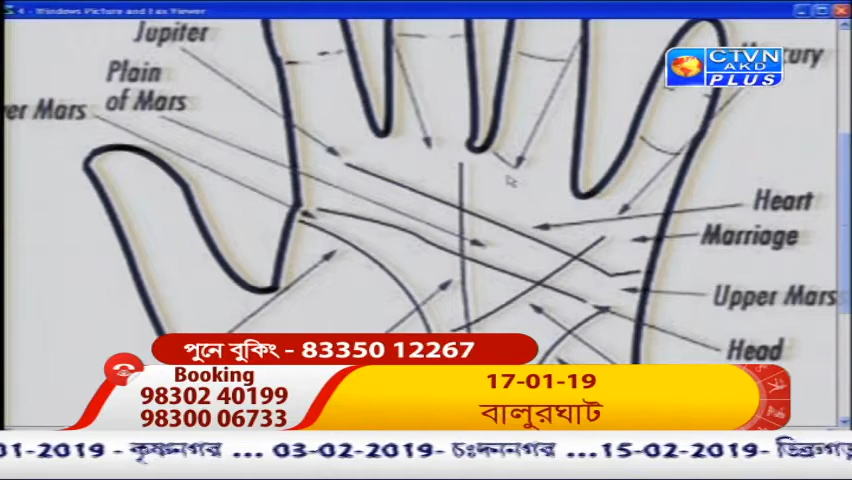 4 - Windows Picture and Fax Viewer
Jupiter
Plain
of Mars
er Mars
CTVN
AKD
PLUS
cury
Heart
Marriage
Upper Mars
Head
পুনে বুকিং - 83350 12267
Booking
98302 40199
98300 06733
17-01-19
বালুরঘাট
01-2019 - কৃষ্ণনগর ... 03-02-2019- চন্দননগর ...15-02-2019-